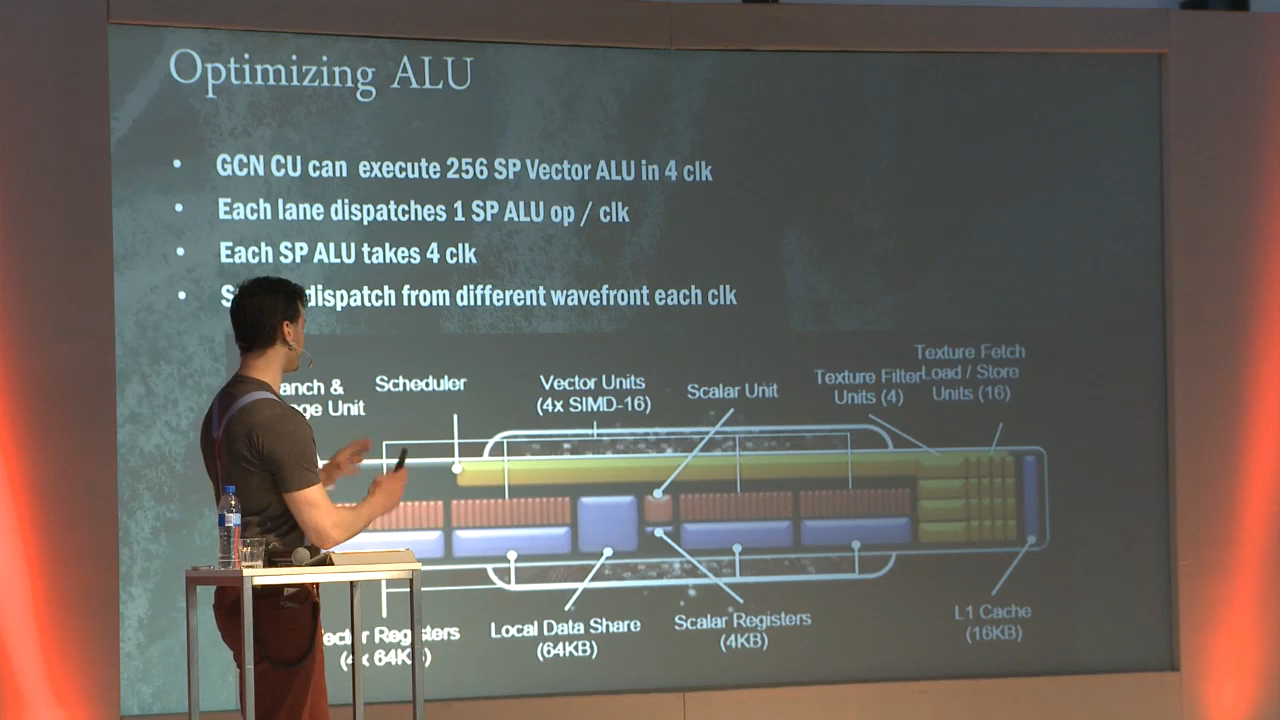 Optimizing ALU
• GCN CU can execute 256 SP Vector ALU in 4 clk
• Each lane dispatches 1 SP ALU op / clk
• Each SP ALU takes 4 clk
• dispatch from different wavefront each clk
Scheduler
Vector Units
(4x SIMD-16)
Scalar Unit
Texture Filter
Units (4)
Texture Fetch
Load / Store
Units (16)
&
Unit
Registers
(4x 64KB)
Local Data Share
(64KB)
Scalar Registers
(4KB)
L1 Cache
(16KB)